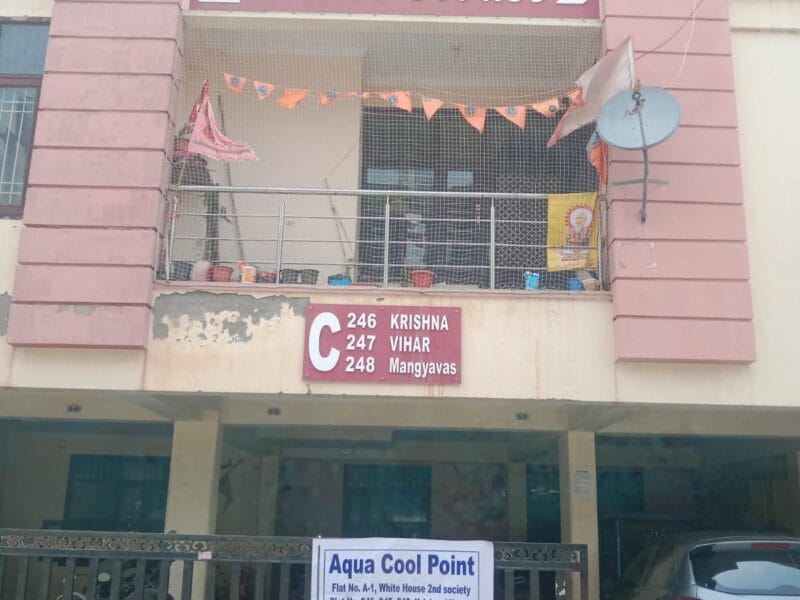 C
246 KRISHNA
247 VIHAR
248 Mangyavas
Aqua Cool Point
Flat No. A-1, White House 2nd society